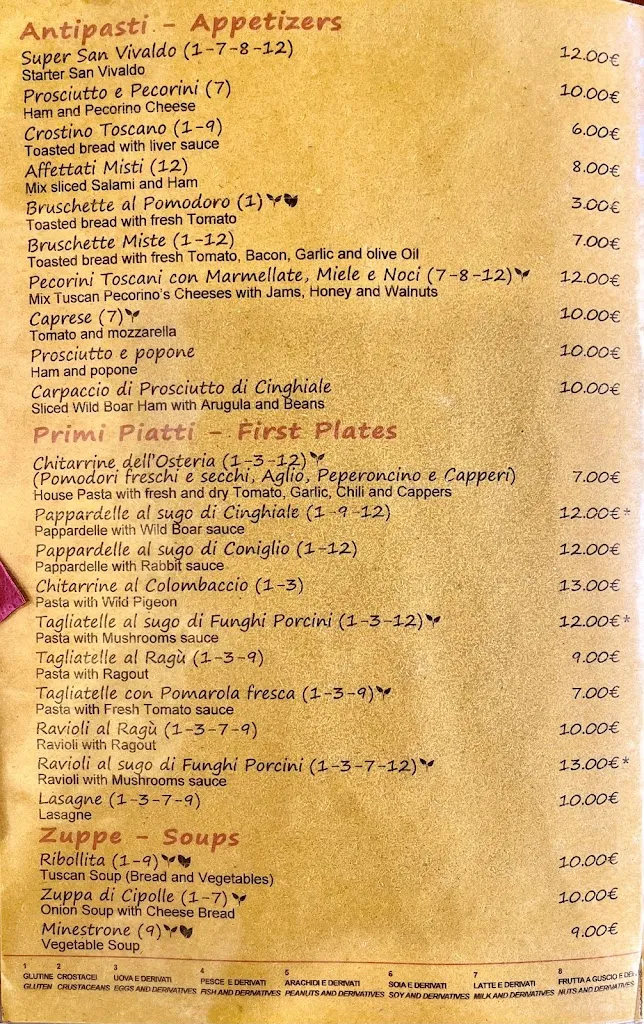 Antipasti - Appetizers
Super San Vivaldo (1-7-8-12) 12.00€
Starter San Vivaldo
Prosciutto e Pecorini (7) 10.00€
Ham and Pecorino Cheese
Crostino Toscano (1-9) 6.00€
Toasted bread with liver sauce
Affettati Misti (12) 8.00€
Mix sliced Salami and Ham
Bruschette al Pomodoro (1) 3.00€
Toasted bread with fresh Tomato
Bruschette Miste (1-12) 7.00€
Toasted bread with fresh Tomato, Bacon, Garlic and olive Oil
Pecorini Toscani con Marmellate, Miele e Noci (7-8-12) 12.00€
Mix Tuscan Pecorino's Cheeses with Jams, Honey and Walnuts
Caprese (7) 10.00€
Tomato and mozzarella
Prosciutto e popone 10.00€
Ham and popone
Carpaccio di Prosciutto di Cinghiale 10.00€
Sliced Wild Boar Ham with Arugula and Beans
Primi Piatti - First Plates
Chitarrine dell'Osteria (1-3-12)
(Pomodori freschi e secchi, Aglio, Peperoncino e Capperi) 7.00€
House Pasta with fresh and dry Tomato, Garlic, Chili and Cappers
Pappardelle al sugo di Cinghiale (1-9-12) 12.00€*
Pappardelle with Wild Boar sauce
Pappardelle al sugo di Coniglio (1-12) 12.00€
Pappardelle with Rabbit sauce
Chitarrine al Colombaccio (1-3) 13.00€
Pasta with Wild Pigeon
Tagliatelle al sugo di Funghi Porcini (1-3-12) 12.00€*
Pasta with Mushrooms sauce
Tagliatelle al Ragù (1-3-9) 9.00€
Pasta with Ragout
Tagliatelle con Pomarola fresca (1-3-9) 7.00€
Pasta with Fresh Tomato sauce
Ravioli al Ragù (1-3-7-9) 10.00€
Ravioli with Ragout
Ravioli al sugo di Funghi Porcini (1-3-7-12) 13.00€*
Ravioli with Mushrooms sauce
Lasagne (1-3-7-9) 10.00€
Lasagne
Zuppe - Soups
Ribollita (1-9) 10.00€
Tuscan Soup (Bread and Vegetables)
Zuppa di Cipolle (1-7) 10.00€
Onion Soup with Cheese Bread
Minestrone (9) 9.00€
Vegetable Soup
1 2 3 4 5 6 7 8
GLUTINE CROSTACEI UOVA E DERIVATI PESCE E DERIVATI ARACHIDI E DERIVATI SOIA E DERIVATI LATTE E DERIVATI FRUTTA A GUSCIO E
GLUTEN CRUSTACEANS EGGS AND DERIVATIVES FISH AND DERIVATIVES PEANUTS AND DERIVATIVES SOY AND DERIVATIVES MILK AND DERIVATIVES NUTS AND DERIVATIVES